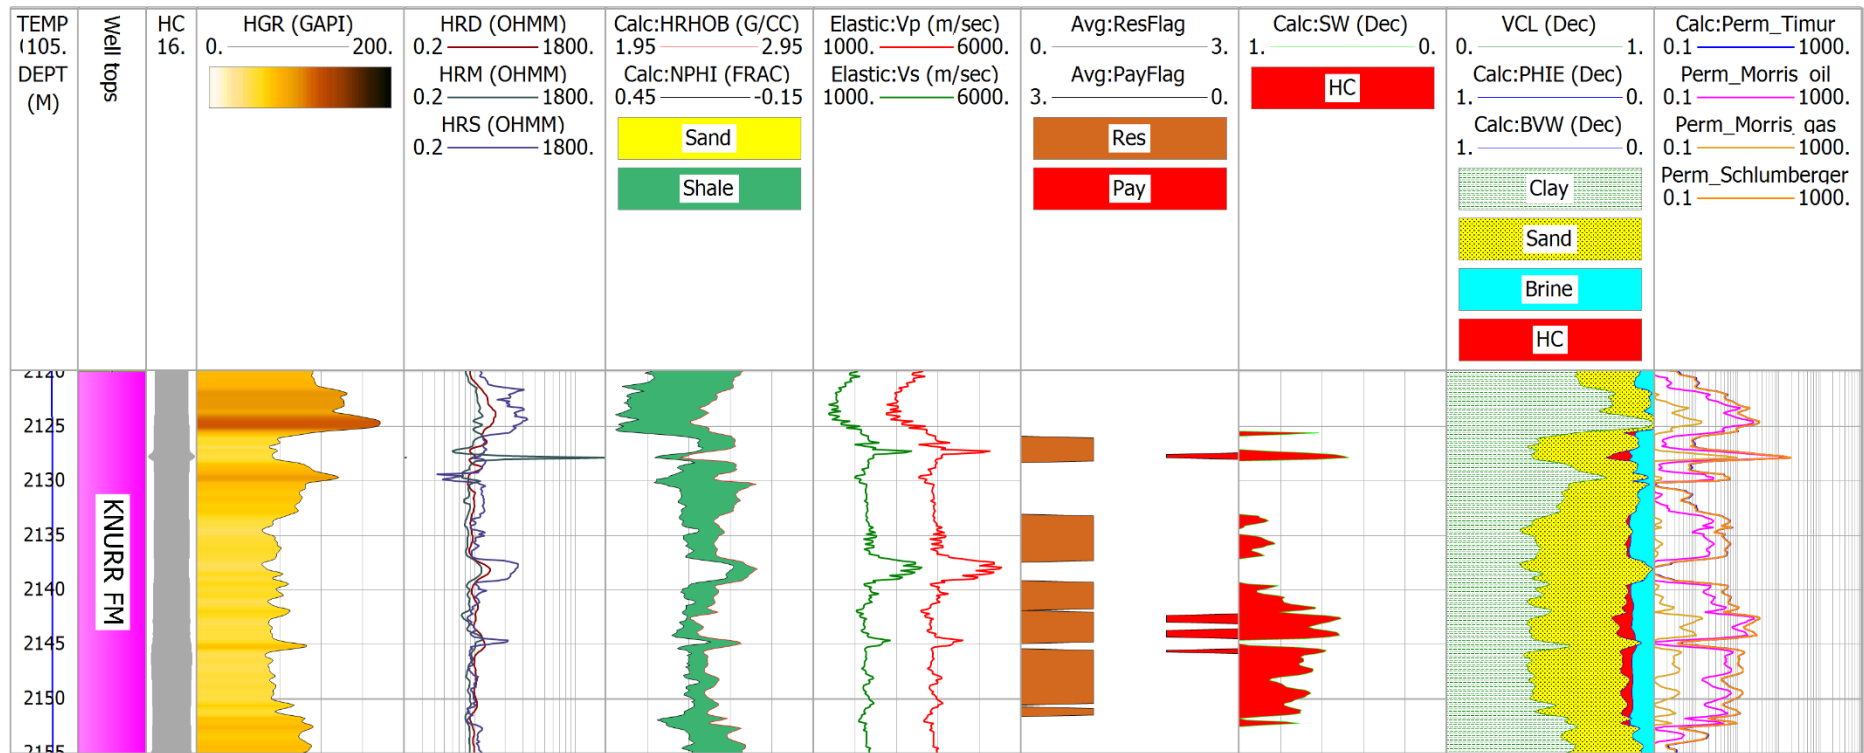 TEMP
(105.
DEPT
(M)
Well tops
HC
16.
HGR (GAPI)
0. 200.
HRD (OHMM)
0.2 1800.
HRM (OHMM)
0.2 1800.
HRS (OHMM)
0.2 1800.
Calc:HRHOB (G/CC)
1.95 2.95
Calc:NPHI (FRAC)
0.45 -0.15
Sand
Shale
Elastic:Vp (m/sec)
1000. 6000.
Elastic:Vs (m/sec)
1000. 6000.
Avg:ResFlag
0. 3.
Avg:PayFlag
3. 0.
Res
Pay
Calc:SW (Dec)
1. 0.
HC
VCL (Dec)
0. 1.
Calc:PHIE (Dec)
1. 0.
Calc:BVW (Dec)
1. 0.
Clay
Sand
Brine
HC
Calc:Perm_Timur
0.1 1000.
Perm_Morris_oil
0.1 1000.
Perm_Morris_gas
0.1 1000.
Perm_Schlumberger
0.1 1000.
2120
2125
2130
2135
2140
2145
2150
2155
KNURR FM